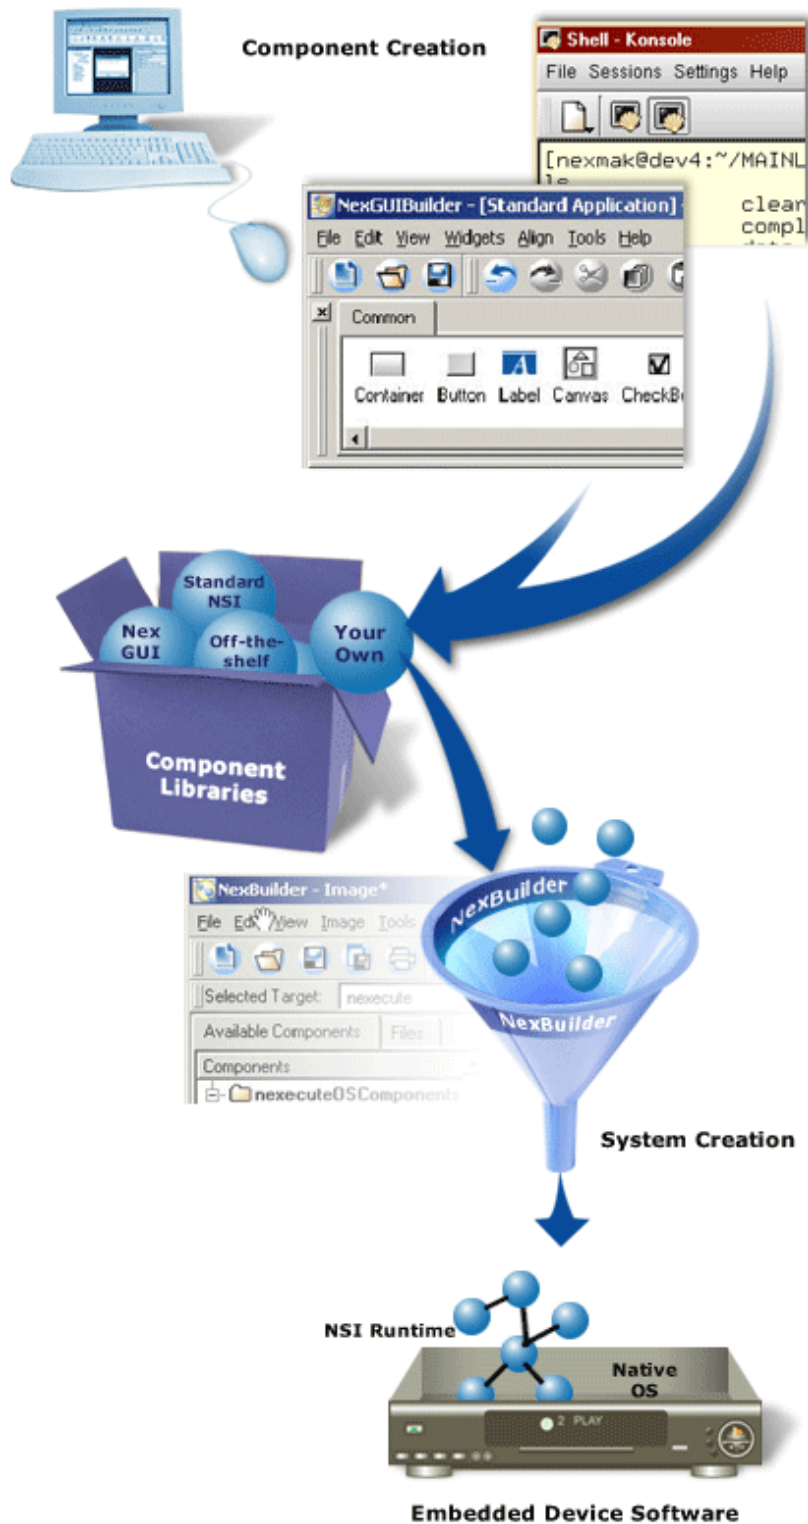 Component Creation
Shell - Konsole
File Sessions Settings Help
[nexmak@dev4:~/MAINL
ls
clear
compl
NexGUIBuilder - [Standard Application] -
File Edit View Widgets Align Tools Help
Common
Container Button Label Canvas CheckB
Standard
NSI
Nex
GUI
Off-the-
shelf
Your
Own
Component
Libraries
NexBuilder - Image*
File Edit View Image Tools
Selected Target: nexecute
Available Components Files
Components
nexecuteOSComponents
NexBuilder
NexBuilder
System Creation
NSI Runtime
Native
OS
2 PLAY
Embedded Device Software